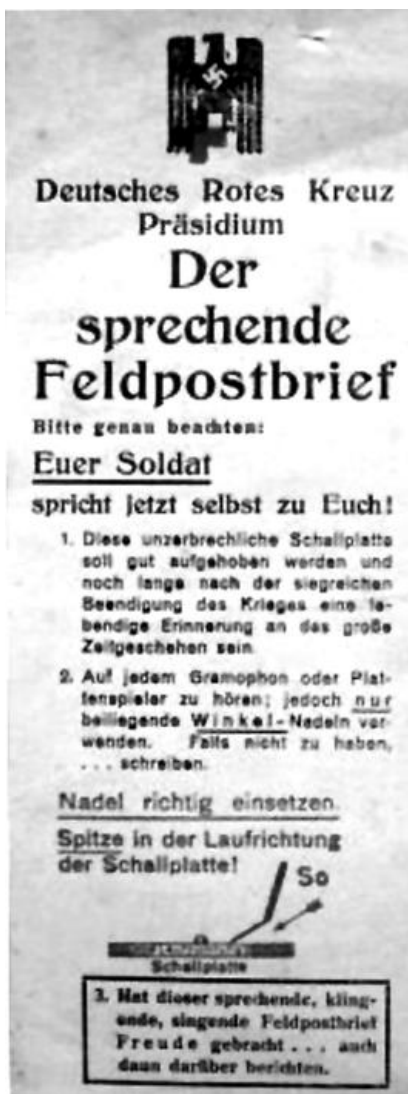 Deutsches Rotes Kreuz
Präsidium
Der
sprechende
Feldpostbrief
Bitte genau beachten:
Euer Soldat
spricht jetzt selbst zu Euch!
1. Diese unzerbrechliche Schallplatte
soll gut aufgehoben werden und
noch lange nach der siegreichen
Beendigung des Krieges eine le-
bendige Erinnerung an das große
Zeitgeschehen sein.
2. Auf jedem Gramophon oder Plat-
tenspieler zu hören; jedoch nur
beiliegende Winkel-Nadeln ver-
wenden. Falls nicht zu haben,
... schreiben.
Nadel richtig einsetzen.
Spitze in der Laufrichtung
der Schallplatte!
So
Schallplatte
3. Hat dieser sprechende, kling-
ende, singende Feldpostbrief
Freude gebracht ... auch
dann darüber berichten.